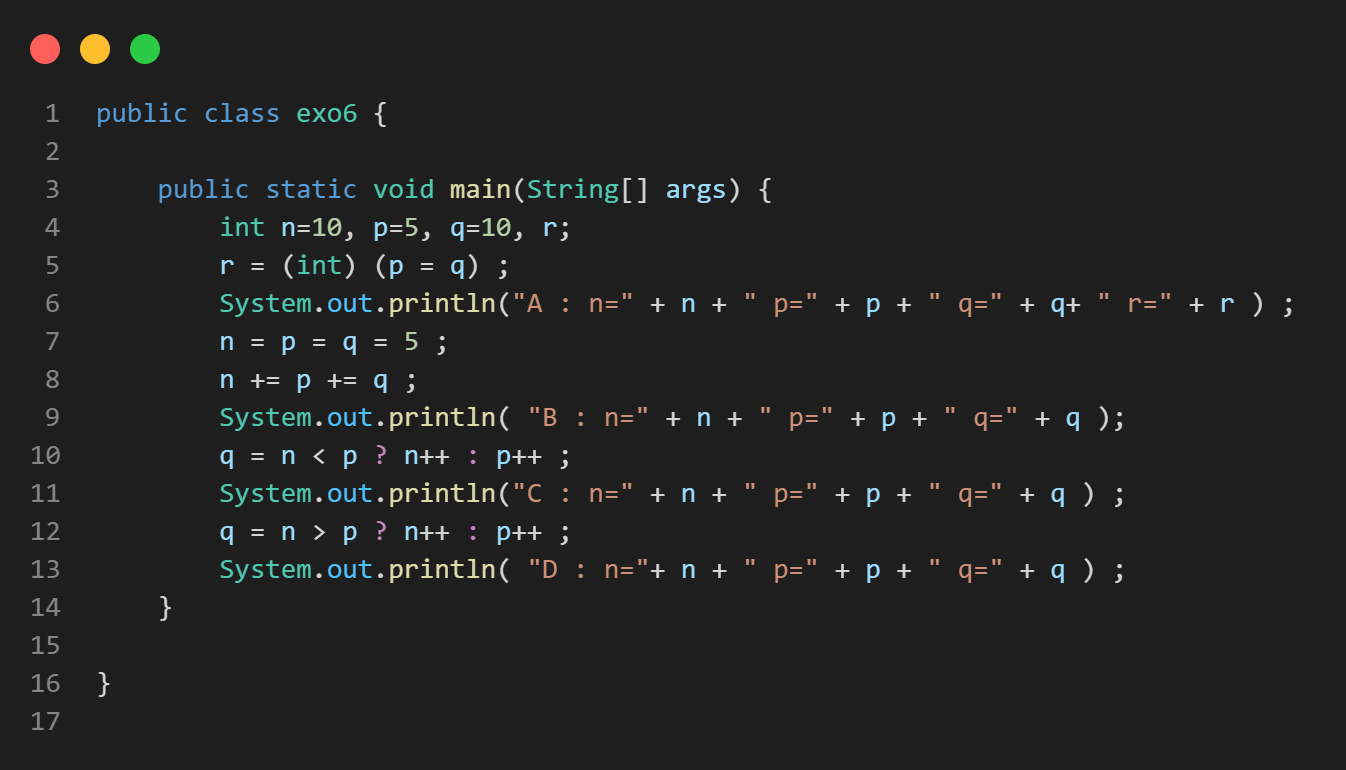 1 public class exo6 {
2
3     public static void main(String[] args) {
4         int n=10, p=5, q=10, r;
5         r = (int) (p = q) ;
6         System.out.println("A : n=" + n + " p=" + p + " q=" + q+ " r=" + r ) ;
7         n = p = q = 5 ;
8         n += p += q ;
9         System.out.println( "B : n=" + n + " p=" + p + " q=" + q );
10         q = n < p ? n++ : p++ ;
11         System.out.println("C : n=" + n + " p=" + p + " q=" + q ) ;
12         q = n > p ? n++ : p++ ;
13         System.out.println( "D : n="+ n + " p=" + p + " q=" + q ) ;
14     }
15
16 }
17